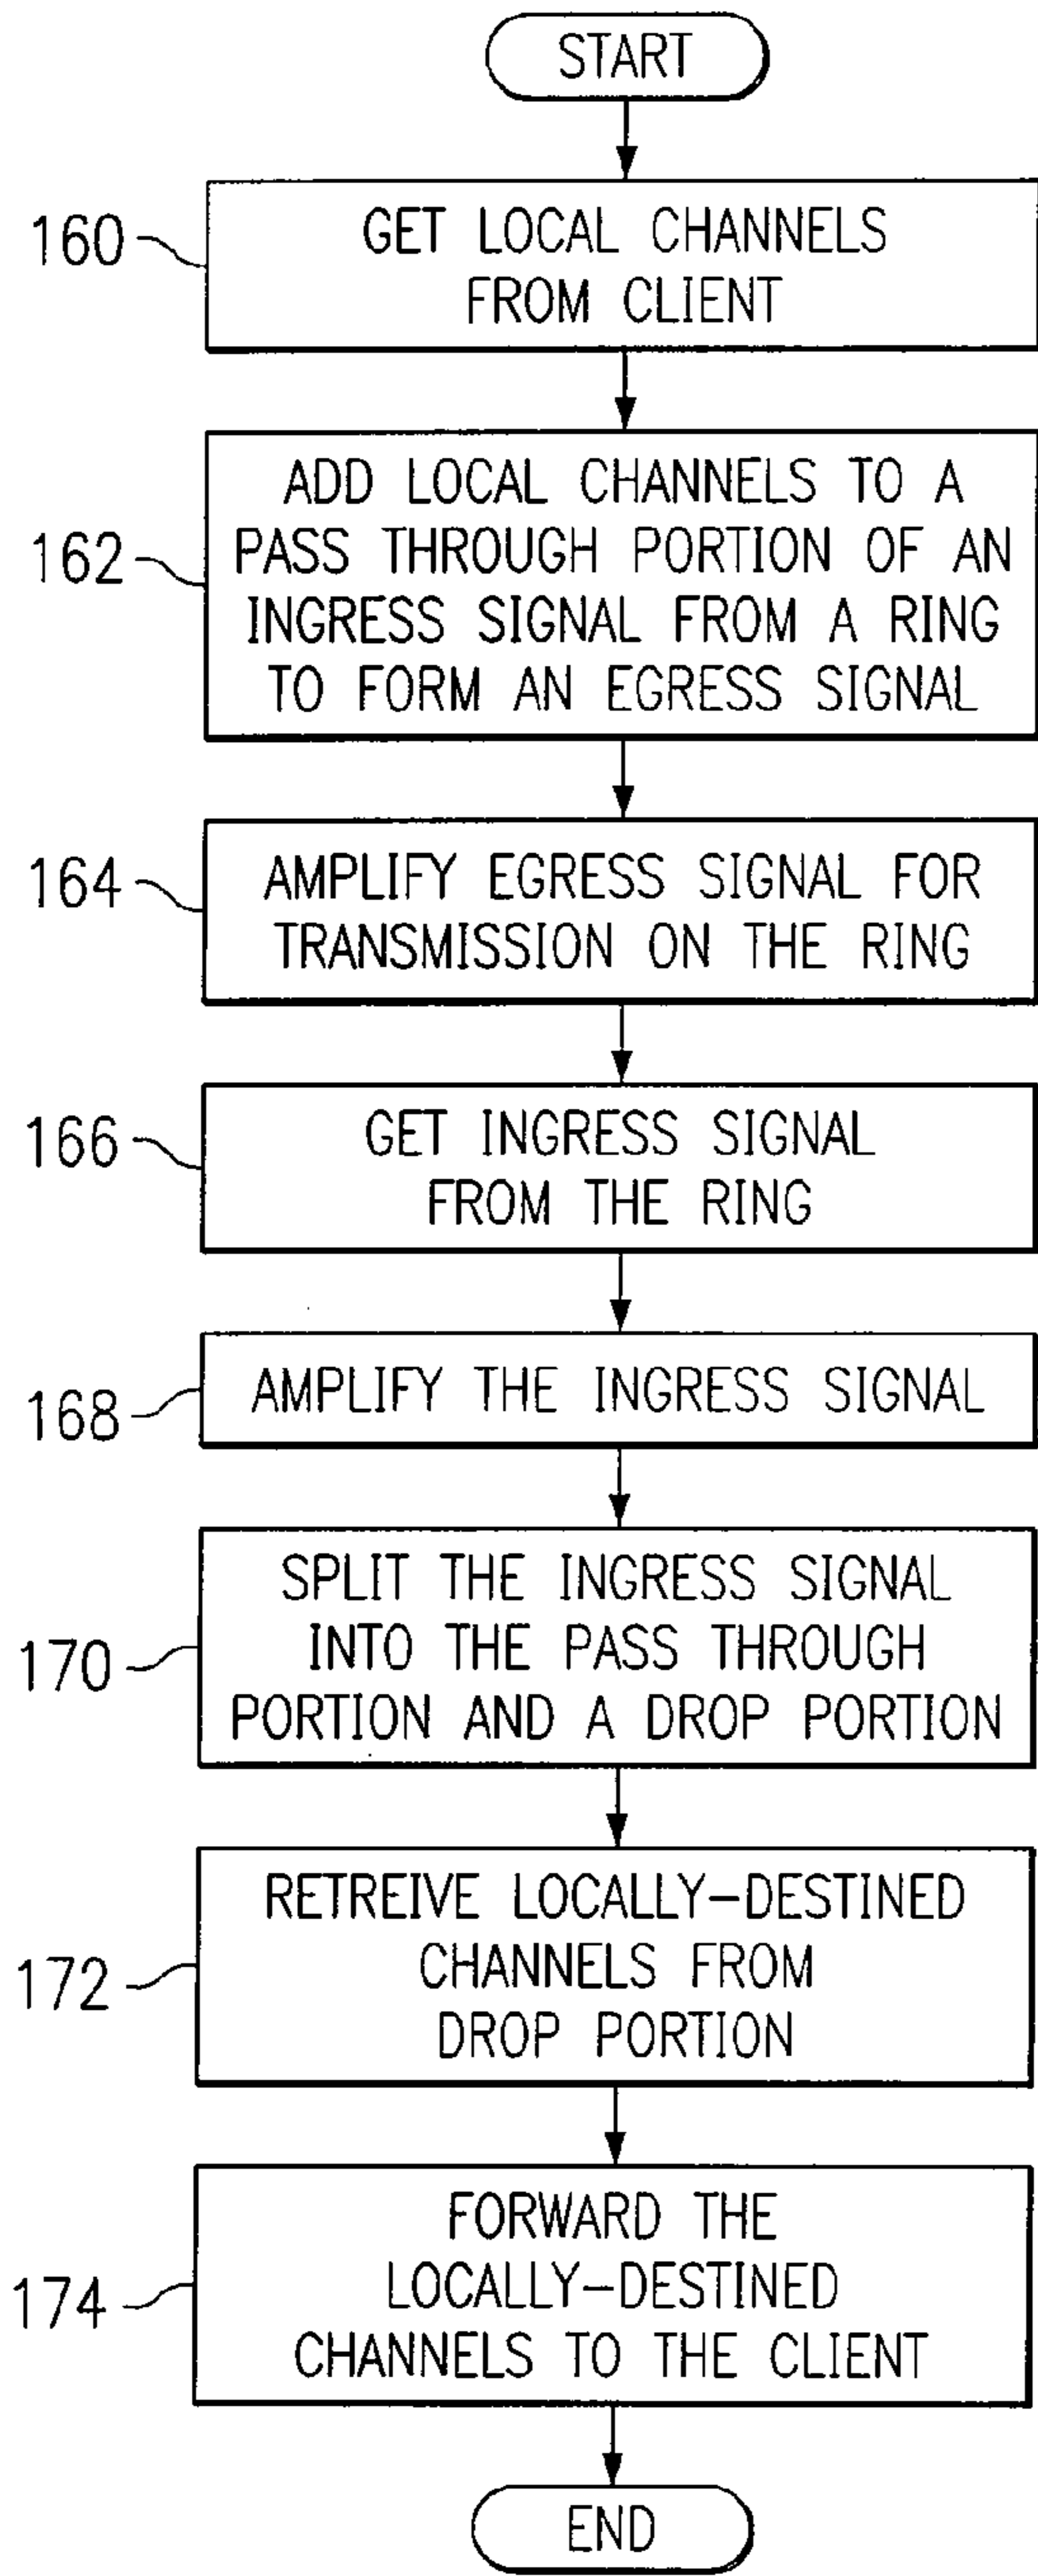 START
160
GET LOCAL CHANNELS
FROM CLIENT
162
ADD LOCAL CHANNELS TO A
PASS THROUGH PORTION OF AN
INGRESS SIGNAL FROM A RING
TO FORM AN EGRESS SIGNAL
164
AMPLIFY EGRESS SIGNAL FOR
TRANSMISSION ON THE RING
166
GET INGRESS SIGNAL
FROM THE RING
168
AMPLIFY THE INGRESS SIGNAL
170
SPLIT THE INGRESS SIGNAL
INTO THE PASS THROUGH
PORTION AND A DROP PORTION
172
RETREIVE LOCALLY-DESTINED
CHANNELS FROM
DROP PORTION
174
FORWARD THE
LOCALLY-DESTINED
CHANNELS TO THE CLIENT
END